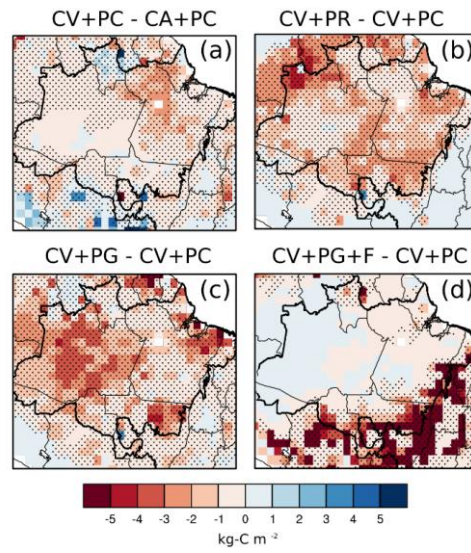 CV+PC - CA+PC
CV+PR - CV+PC
(a)
(b)
CV+PG - CV+PC
CV+PG+F - CV+PC
(c)
(d)
-5 -4 -3 -2 -1 0 1 2 3 4 5
kg-C m -2